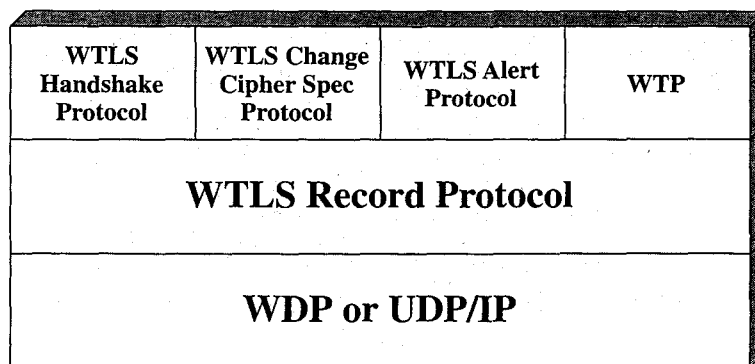 WTLS
Handshake
Protocol
WTLS Change
Cipher Spec
Protocol
WTLS Alert
Protocol
WTP
WTLS Record Protocol
WDP or UDP/IP